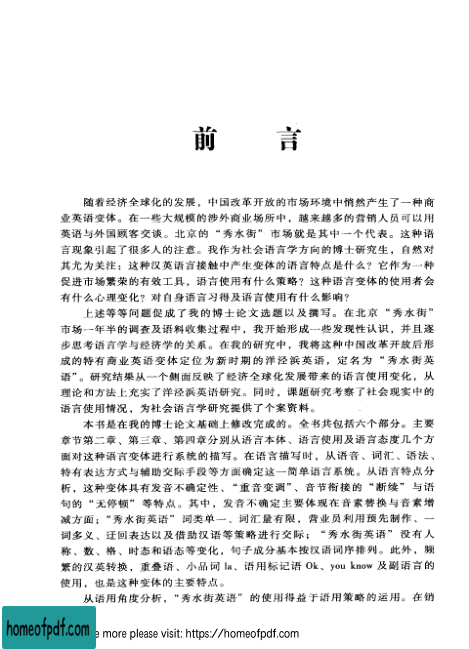 前 言
随着经济全球化的发展，中国改革开放的市场环境中悄然产生了一种商
业英语变体。在一些大规模的涉外商业场所中，越来越多的营销人员可以用
英语与外国顾客交谈。北京的“秀水街”市场就是其中一个代表。这种语
言现象引起了很多人的注意。我作为社会语言学方向的博士研究生，自然对
其尤为关注：这种汉英语言接触中产生变体的语言特点是什么？它作为一种
促进市场繁荣的有效工具，语言使用有什么策略？这种语言变体的使用者会
有什么心理变化？对自身语言习得及语言使用有什么影响？
上述等等问题促成了我的博士论文选题以及撰写。在北京“秀水街”
市场一年半的调查及语料收集过程中，我开始形成一些发现性认识，并且逐
步思考语言学与经济学的关系。在我的研究中，我将这种中国改革开放后形
成的特有商业英语变体定位为新时期的洋泾浜英语，定名为“秀水街英
语”。研究结果从一个侧面反映了经济全球化发展带来的语言使用变化，从
理论和方法上充实了洋泾浜英语研究。同时，课题研究考察了社会现实中的
语言使用情况，为社会语言学研究提供了个案资料。
本书是在我的博士论文基础上修改完成的。全书共包括六个部分。主要
章节第二章、第三章、第四章分别从语言本体、语言使用及语言态度几个方
面对这种语言变体进行系统的描写。在语言描写时，从语音、词汇、语法、
特有表达方式与辅助交际手段等方面确定这一简单语言系统。从语言特点分
析，这种变体具有发音不确定性、“重音变调”、音节衔接的“断续”与语
句的“无停顿”等特点。其中，发音不确定主要体现在音素替换与音素增
减方面；“秀水街英语”词类单一、词汇量有限，营业员利用预先制作、一
词多义、迂回表达以及借助汉语等策略进行交际；“秀水街英语”没有人
称、数、格、时态和语态等变化，句子成分基本按汉语词序排列。此外，频
繁的汉英转换，重叠语、小品词 la、语用标记语 Ok、you know 及副语言的
使用，也是这种变体的主要特点。
从语用角度分析，“秀水街英语”的使用得益于语用策略的运用。在销
homeofpdf.com
e more please visit: https://homeofpdf.com